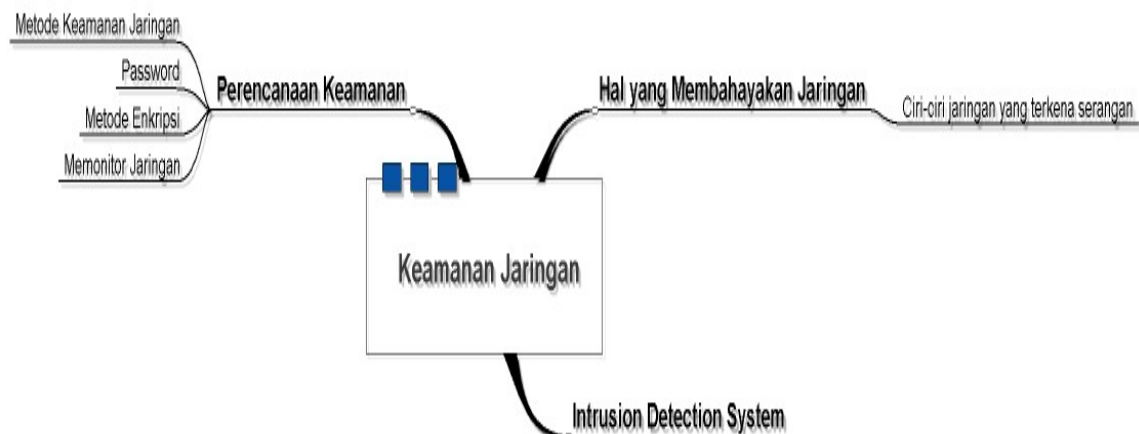 Metode Keamanan Jaringan
Password
Metode Enkripsi
Memonitor Jaringan
Perencanaan Keamanan
Hal yang Membahayakan Jaringan
Ciri-ciri jaringan yang terkena serangan
Keamanan Jaringan
Intrusion Detection System